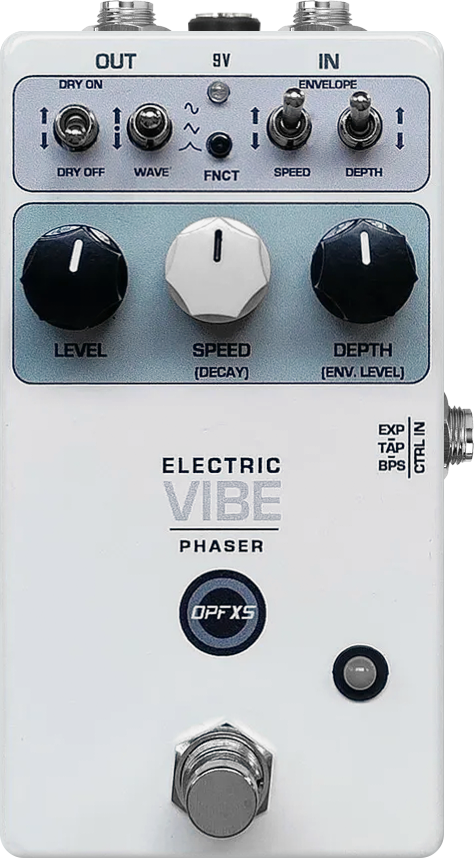 OUT 9V IN
DRY ON ENVELOPE
DRY OFF WAVE FNCT SPEED DEPTH
LEVEL SPEED DEPTH
(DECAY) (ENV. LEVEL)
EXP
TAP
BPS
CTRL IN
ELECTRIC
VIBE
PHASER
OPFXS